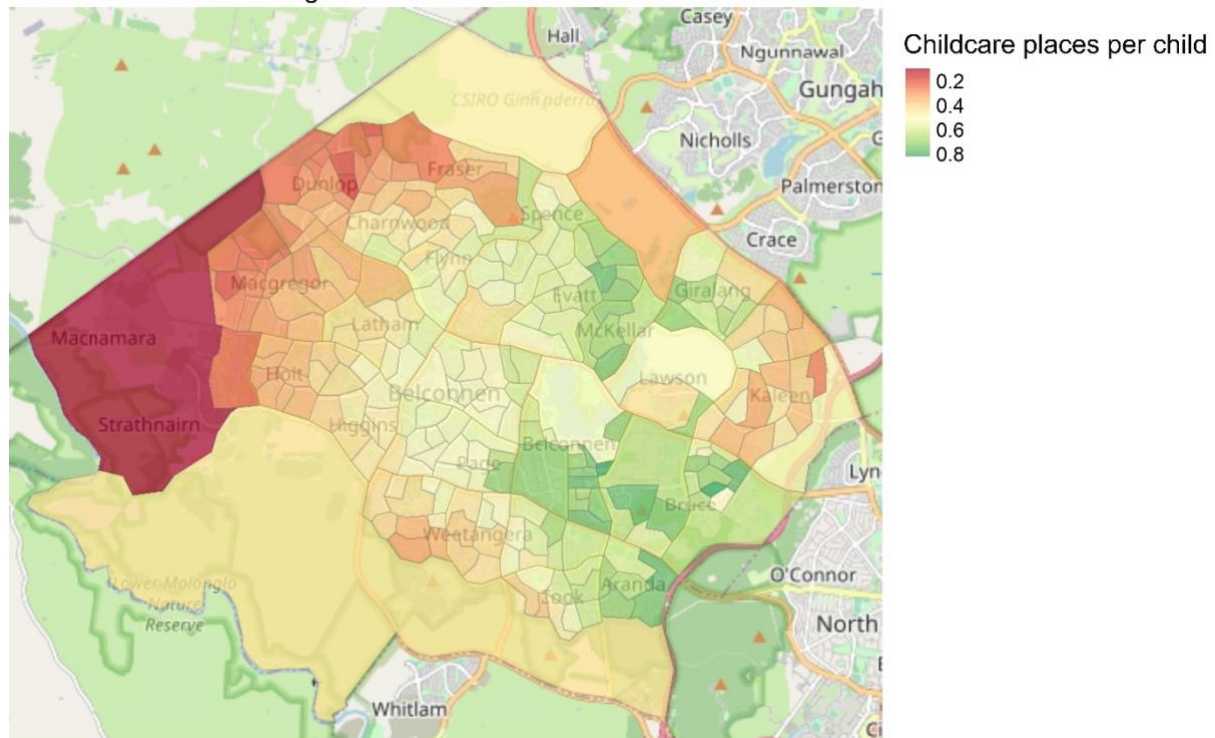 Casey
Hall
Ngunnawal
Gungah
Childcare places per child
0.2
0.4
0.6
0.8
CSIRO Ginninderra
Nicholls
Fraser
Dunlop
Palmerston
Charnwood
Spence
Crace
Flynn
Macgregor
Evatt
Giralang
Latham
McKellar
Macnamara
Holt
Lawson
Belconnen
Kaleen
Strathnairn
Higgins
Belconnen
Page
Lyn
Bruce
Weetangera
O'Connor
Lower Molonglo
Nature
Reserve
Aranda
Cook
North
Whitlam
Ci